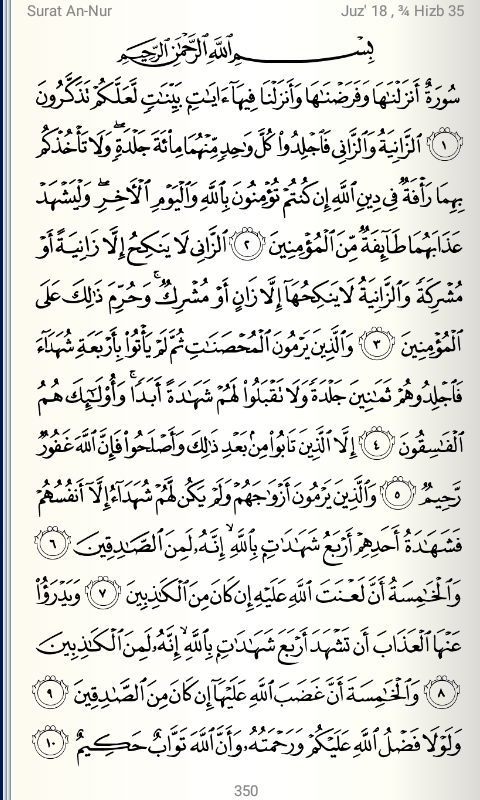 Surat An-Nur
Juz' 18 , ¾ Hizb 35
بِسْمِ ٱللَّهِ ٱلرَّحْمَٰنِ ٱلرَّحِيمِ
سُورَةٌ أَنزَلْنَٰهَا وَفَرَضْنَٰهَا وَأَنزَلْنَا فِيهَآ ءَايَٰتٍۭ بَيِّنَٰتٍ لَّعَلَّكُمْ تَذَكَّرُونَ
١ ٱلزَّانِيَةُ وَٱلزَّانِى فَٱجْلِدُوا۟ كُلَّ وَٰحِدٍ مِّنْهُمَا مِا۟ئَةَ جَلْدَةٍ ۖ وَلَا تَأْخُذْكُم
بِهِمَا رَأْفَةٌ فِى دِينِ ٱللَّهِ إِن كُنتُمْ تُؤْمِنُونَ بِٱللَّهِ وَٱلْيَوْمِ ٱلْءَاخِرِ ۖ وَلْيَشْهَدْ
عَذَابَهُمَا طَآئِفَةٌ مِّنَ ٱلْمُؤْمِنِينَ ٢ ٱلزَّانِى لَا يَنكِحُ إِلَّا زَانِيَةً أَوْ
مُشْرِكَةً وَٱلزَّانِيَةُ لَا يَنكِحُهَآ إِلَّا زَانٍ أَوْ مُشْرِكٌ ۚ وَحُرِّمَ ذَٰلِكَ عَلَى
ٱلْمُؤْمِنِينَ ٣ وَٱلَّذِينَ يَرْمُونَ ٱلْمُحْصَنَٰتِ ثُمَّ لَمْ يَأْتُوا۟ بِأَرْبَعَةِ شُهَدَآءَ
فَٱجْلِدُوهُمْ ثَمَٰنِينَ جَلْدَةً وَلَا تَقْبَلُوا۟ لَهُمْ شَهَٰدَةً أَبَدًا ۚ وَأُو۟لَٰٓئِكَ هُمُ
ٱلْفَٰسِقُونَ ٤ إِلَّا ٱلَّذِينَ تَابُوا۟ مِنۢ بَعْدِ ذَٰلِكَ وَأَصْلَحُوا۟ فَإِنَّ ٱللَّهَ غَفُورٌ
رَّحِيمٌ ٥ وَٱلَّذِينَ يَرْمُونَ أَزْوَٰجَهُمْ وَلَمْ يَكُن لَّهُمْ شُهَدَآءُ إِلَّآ أَنفُسُهُمْ
فَشَهَٰدَةُ أَحَدِهِمْ أَرْبَعُ شَهَٰدَٰتٍۭ بِٱللَّهِ ۙ إِنَّهُۥ لَمِنَ ٱلصَّٰدِقِينَ ٦
وَٱلْخَٰمِسَةُ أَنَّ لَعْنَتَ ٱللَّهِ عَلَيْهِ إِن كَانَ مِنَ ٱلْكَٰذِبِينَ ٧ وَيَدْرَؤُا۟
عَنْهَا ٱلْعَذَابَ أَن تَشْهَدَ أَرْبَعَ شَهَٰدَٰتٍۭ بِٱللَّهِ ۙ إِنَّهُۥ لَمِنَ ٱلْكَٰذِبِينَ
٨ وَٱلْخَٰمِسَةَ أَنَّ غَضَبَ ٱللَّهِ عَلَيْهَآ إِن كَانَ مِنَ ٱلصَّٰدِقِينَ ٩
وَلَوْلَا فَضْلُ ٱللَّهِ عَلَيْكُمْ وَرَحْمَتُهُۥ وَأَنَّ ٱللَّهَ تَوَّابٌ حَكِيمٌ ١٠
350